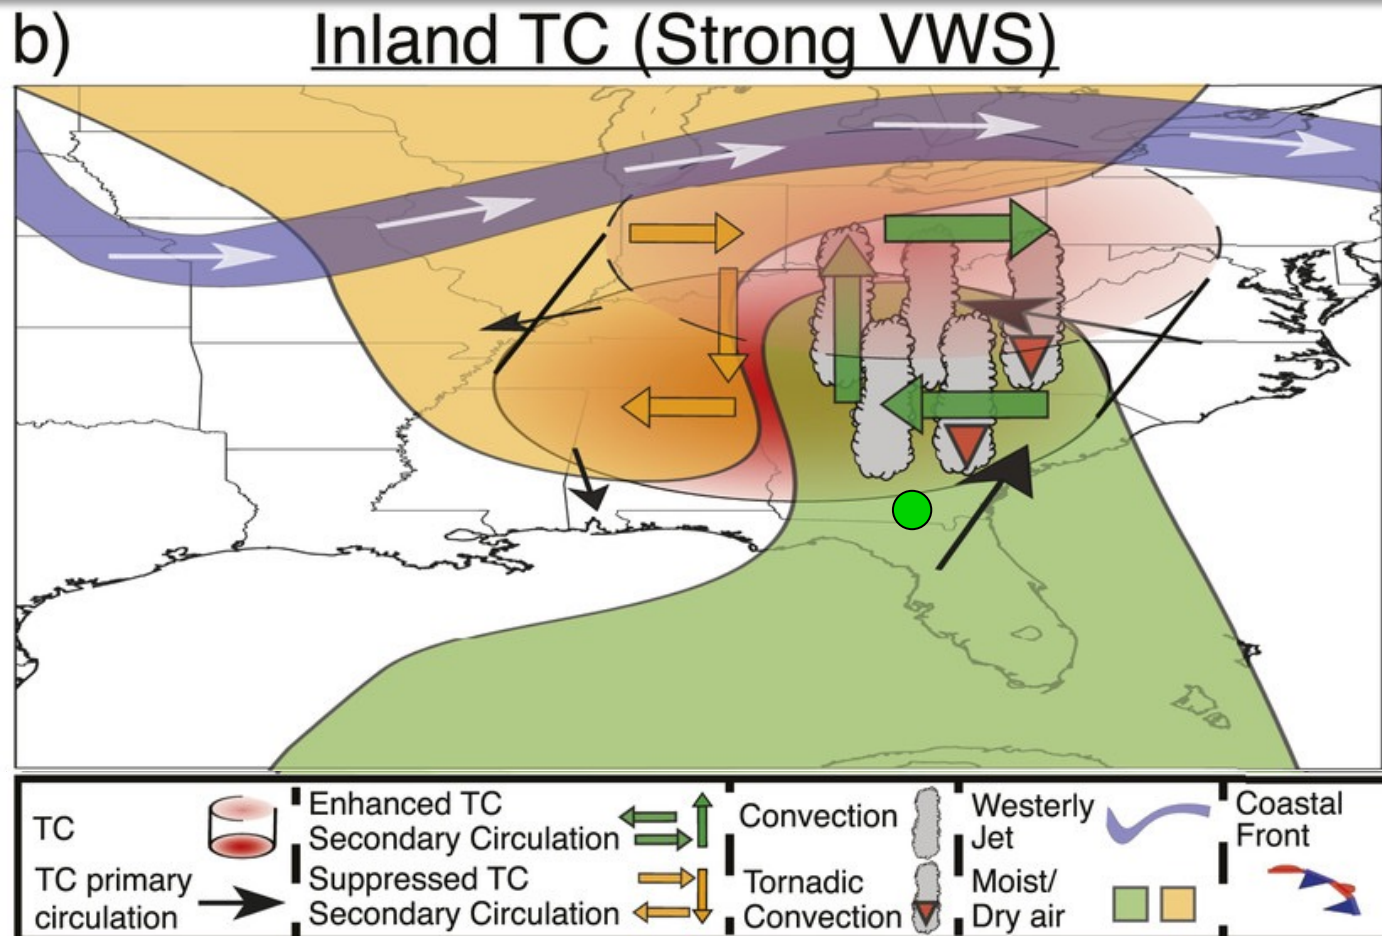 b) Inland TC (Strong VWS)
TC
TC primary
circulation
Enhanced TC
Secondary Circulation
Suppressed TC
Secondary Circulation
Convection
Tornadic
Convection
Westerly
Jet
Moist/
Dry air
Coastal
Front